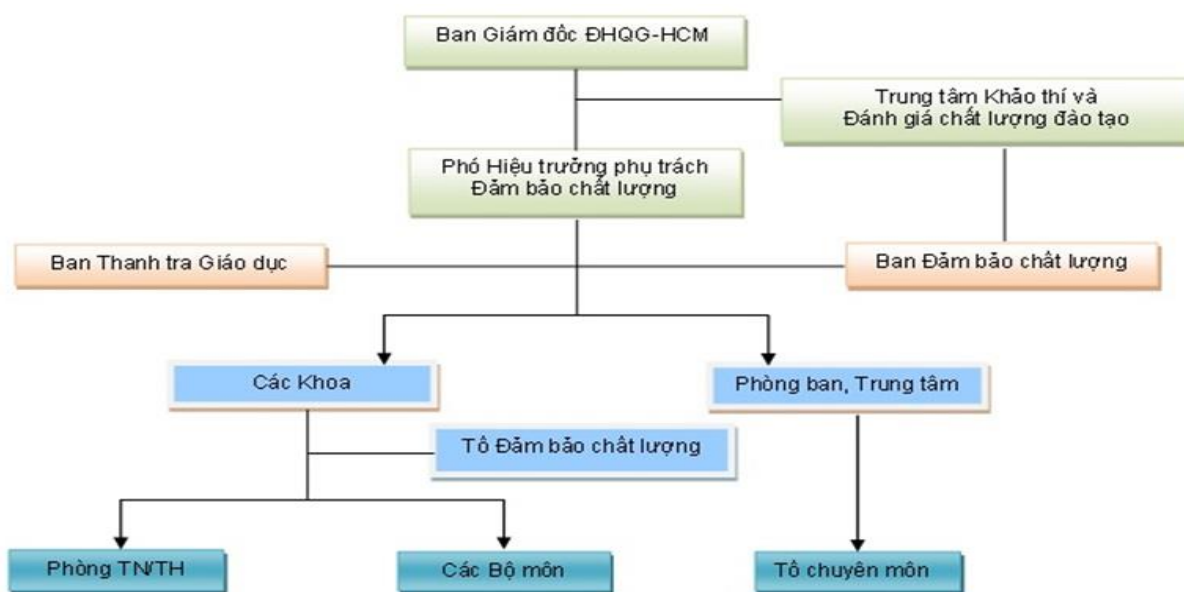 Ban Giám đốc ĐHQG-HCM
Trung tâm Khảo thí và
Đánh giá chất lượng đào tạo
Phó Hiệu trưởng phụ trách
Đảm bảo chất lượng
Ban Thanh tra Giáo dục
Ban Đảm bảo chất lượng
Các Khoa
Phòng ban, Trung tâm
Tổ Đảm bảo chất lượng
Phòng TN/TH
Các Bộ môn
Tổ chuyên môn